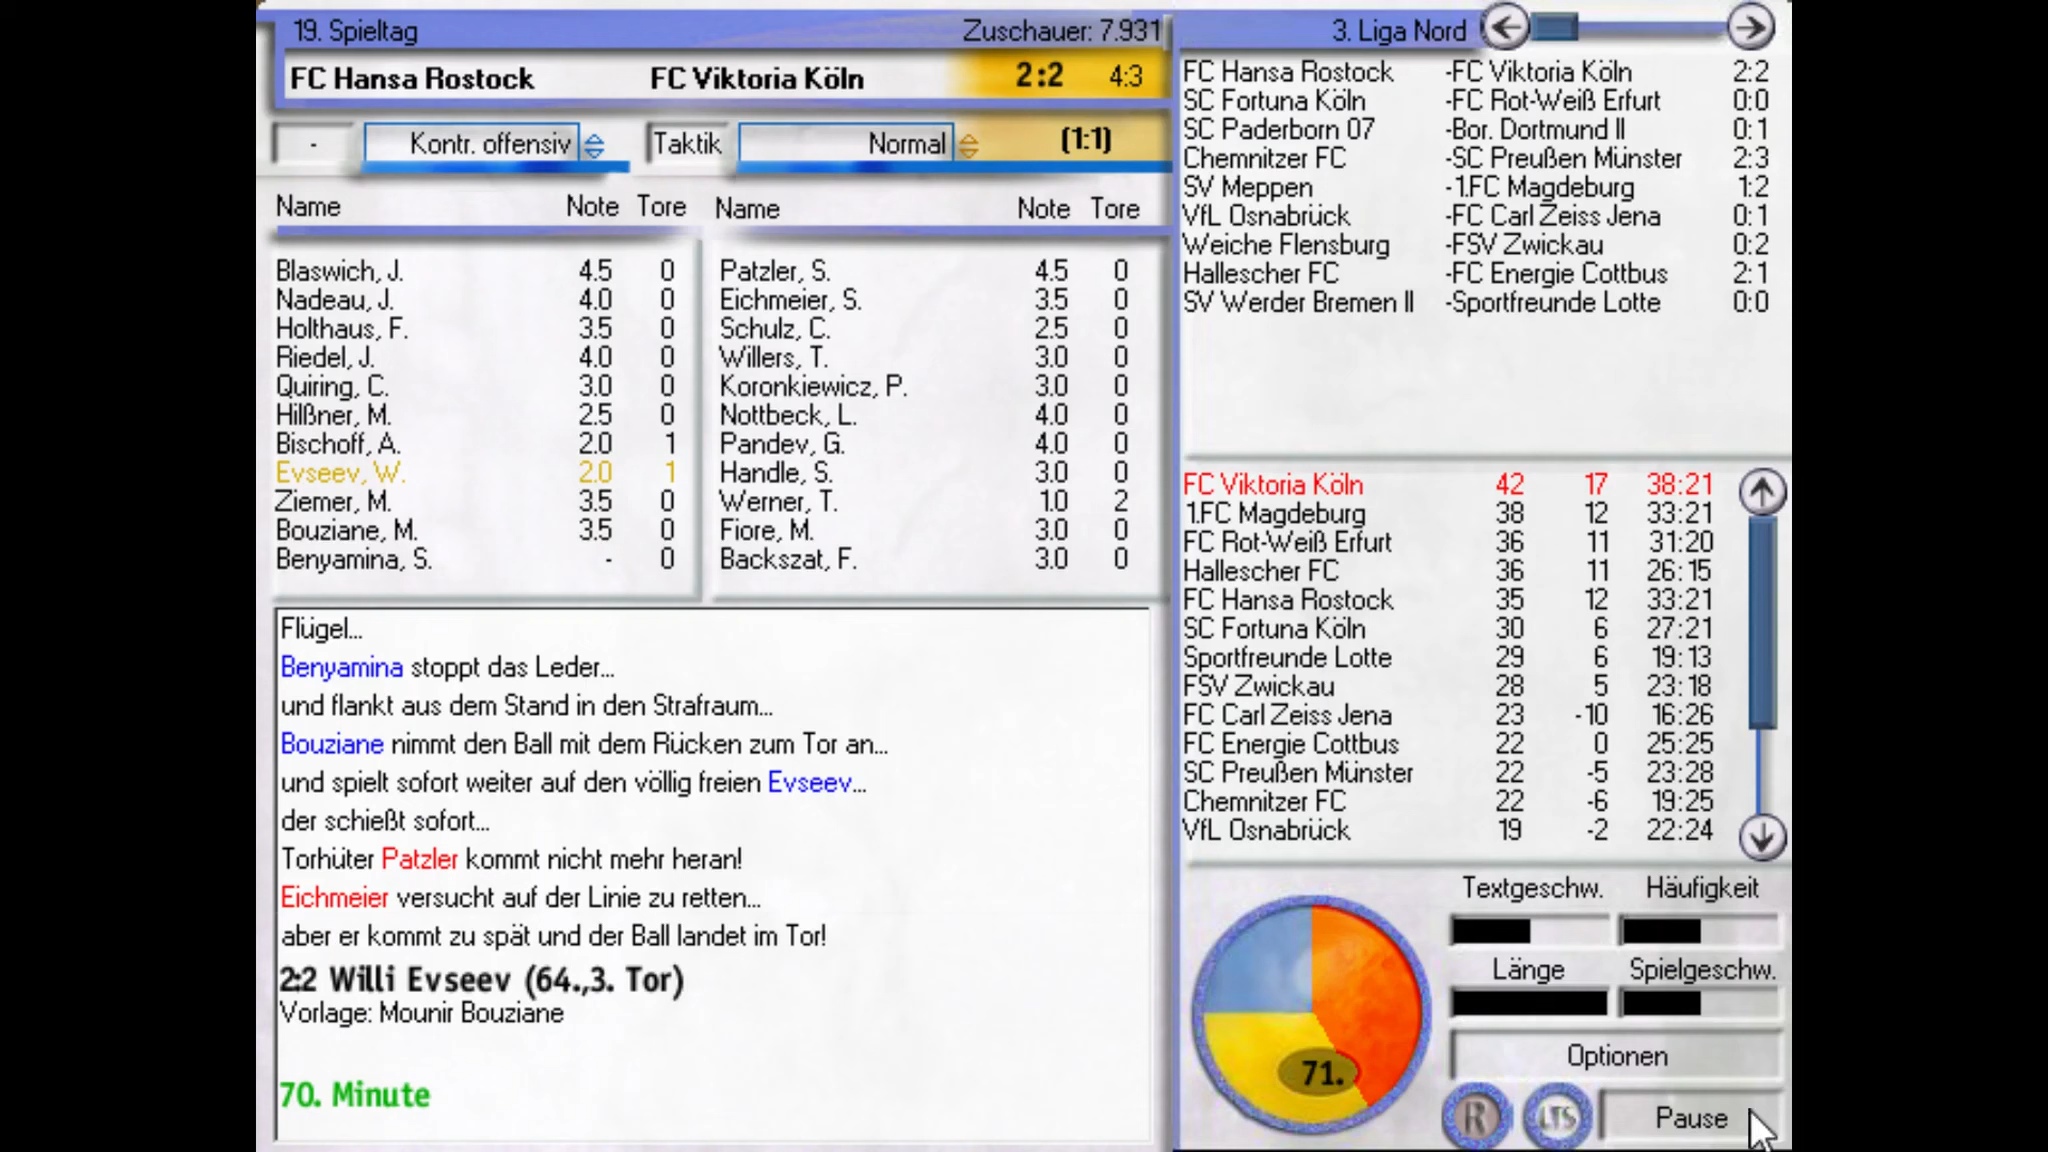 19. Spieltag Zuschauer: 7.931
FC Hansa Rostock FC Viktoria Köln 2:2 4:3
- Kontr. offensiv Taktik Normal (1:1)
Name Note Tore Name Note Tore
Blaswich, J. 4.5 0 Patzler, S. 4.5 0
Nadeau, J. 4.0 0 Eichmeier, S. 3.5 0
Holthaus, F. 3.5 0 Schulz, C. 2.5 0
Riedel, J. 4.0 0 Willers, T. 3.0 0
Quiring, C. 3.0 0 Koronkiewicz, P. 3.0 0
Hilßner, M. 2.5 0 Nottbeck, L. 4.0 0
Bischoff, A. 2.0 1 Pandev, G. 4.0 0
Evseev, W. 2.0 1 Handle, S. 3.0 0
Ziemer, M. 3.5 0 Werner, T. 1.0 2
Bouziane, M. 3.5 0 Fiore, M. 3.0 0
Benyamina, S. - 0 Backszat, F. 3.0 0
Flügel...
Benyamina stoppt das Leder...
und flankt aus dem Stand in den Strafraum...
Bouziane nimmt den Ball mit dem Rücken zum Tor an...
und spielt sofort weiter auf den völlig freien Evseev...
der schießt sofort...
Torhüter Patzler kommt nicht mehr heran!
Eichmeier versucht auf der Linie zu retten...
aber er kommt zu spät und der Ball landet im Tor!
2:2 Willi Evseev (64.,3. Tor)
Vorlage: Mounir Bouziane
70. Minute
3. Liga Nord
FC Hansa Rostock -FC Viktoria Köln 2:2
SC Fortuna Köln -FC Rot-Weiß Erfurt 0:0
SC Paderborn 07 -Bor. Dortmund II 0:1
Chemnitzer FC -SC Preußen Münster 2:3
SV Meppen -1.FC Magdeburg 1:2
VfL Osnabrück -FC Carl Zeiss Jena 0:1
Weiche Flensburg -FSV Zwickau 0:2
Hallescher FC -FC Energie Cottbus 2:1
SV Werder Bremen II -Sportfreunde Lotte 0:0
FC Viktoria Köln 42 17 38:21
1.FC Magdeburg 38 12 33:21
FC Rot-Weiß Erfurt 36 11 31:20
Hallescher FC 36 11 26:15
FC Hansa Rostock 35 12 33:21
SC Fortuna Köln 30 6 27:21
Sportfreunde Lotte 29 6 19:13
FSV Zwickau 28 5 23:18
FC Carl Zeiss Jena 23 -10 16:26
FC Energie Cottbus 22 0 25:25
SC Preußen Münster 22 -5 23:28
Chemnitzer FC 22 -6 19:25
VfL Osnabrück 19 -2 22:24
Textgeschw. Häufigkeit
Länge Spielgeschw.
71.
Optionen
R LTS Pause